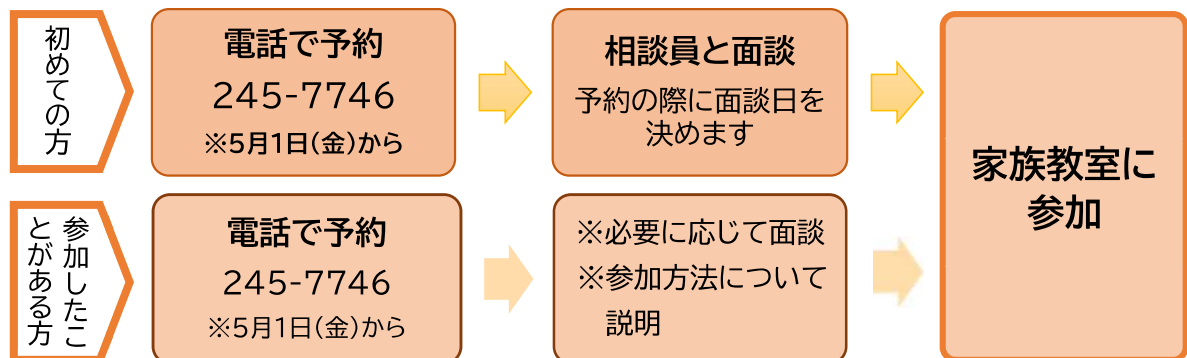 初めての方
電話で予約
245-7746
※5月1日(金)から
相談員と面談
予約の際に面談日を
決めます
家族教室に
参加
参加したこ
とがある方
電話で予約
245-7746
※5月1日(金)から
※必要に応じて面談
※参加方法について
説明